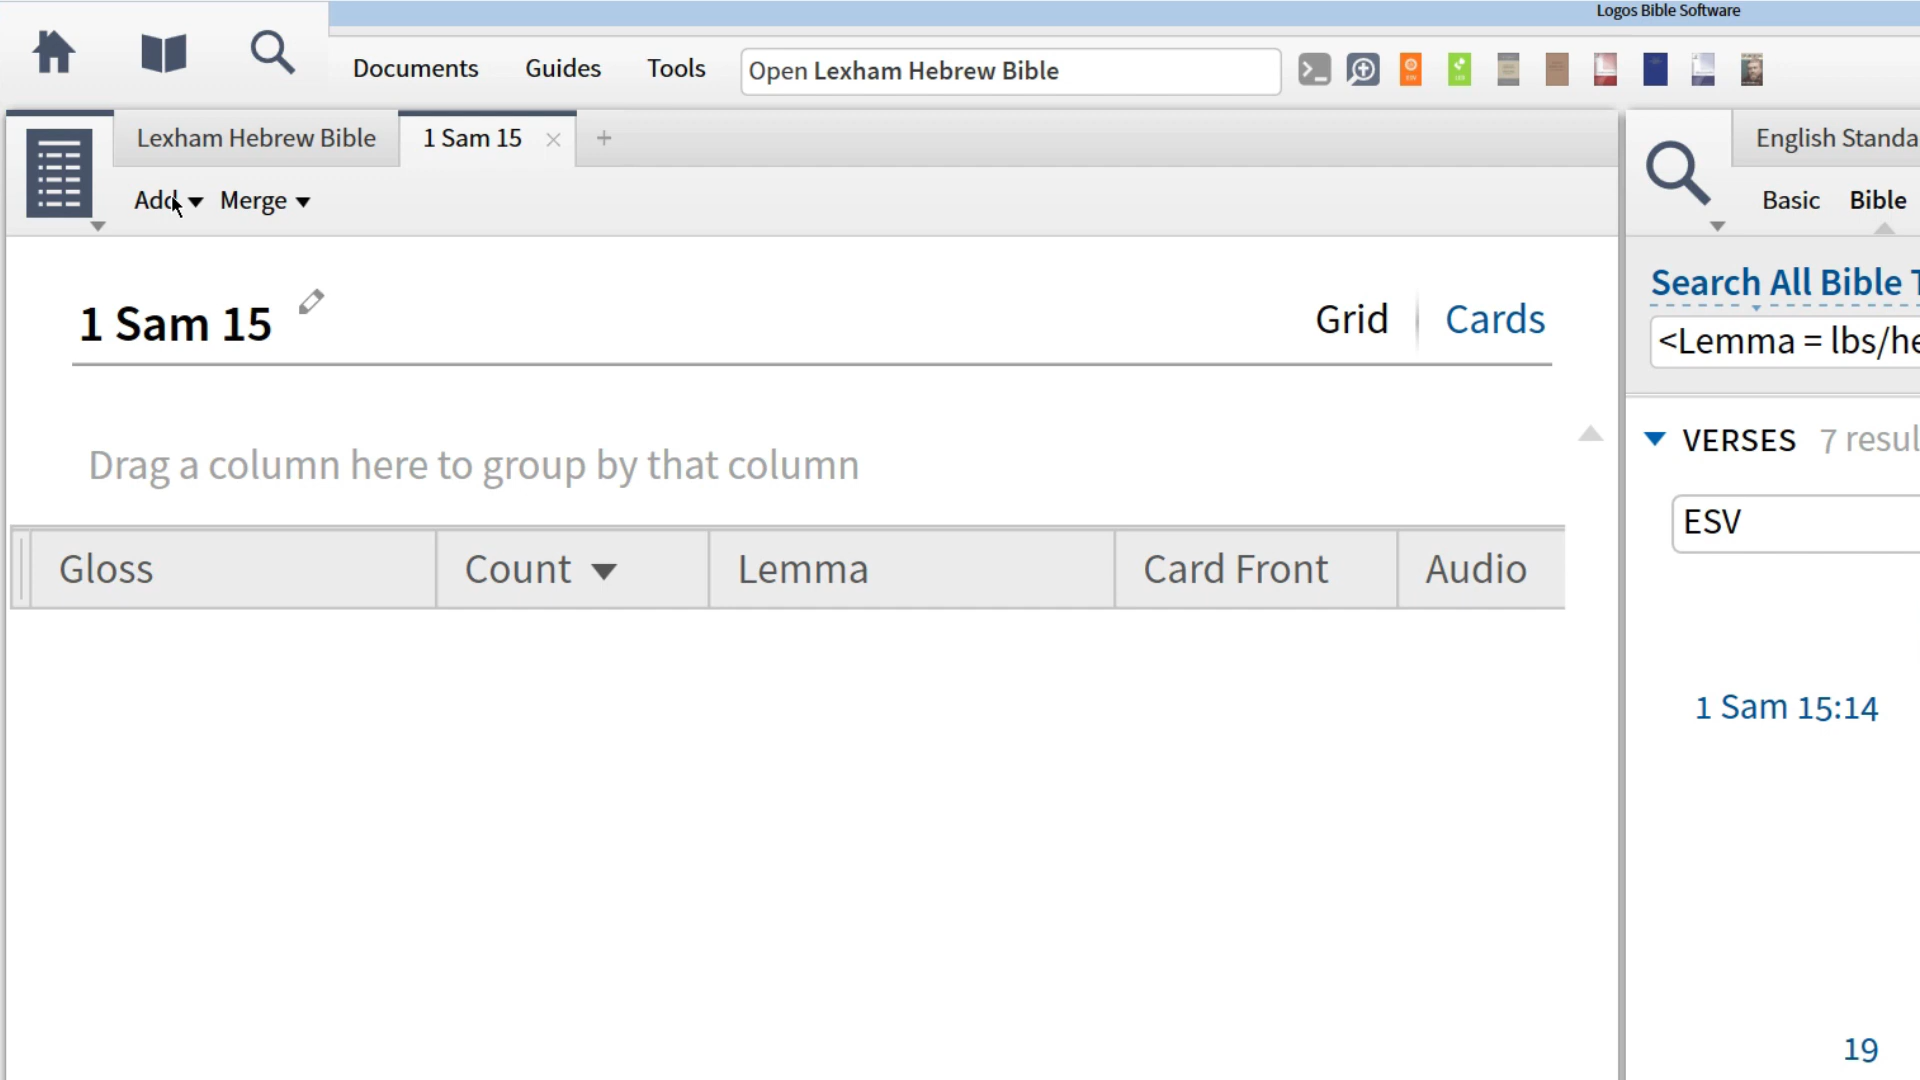 Logos Bible Software
Documents Guides Tools Open Lexham Hebrew Bible
Lexham Hebrew Bible 1 Sam 15 English Standa
Add Merge Basic Bible
1 Sam 15 Grid Cards
Search All Bible T
<Lemma = lbs/he
Drag a column here to group by that column
VERSES 7 resul
ESV
Gloss Count Lemma Card Front Audio
1 Sam 15:14
19